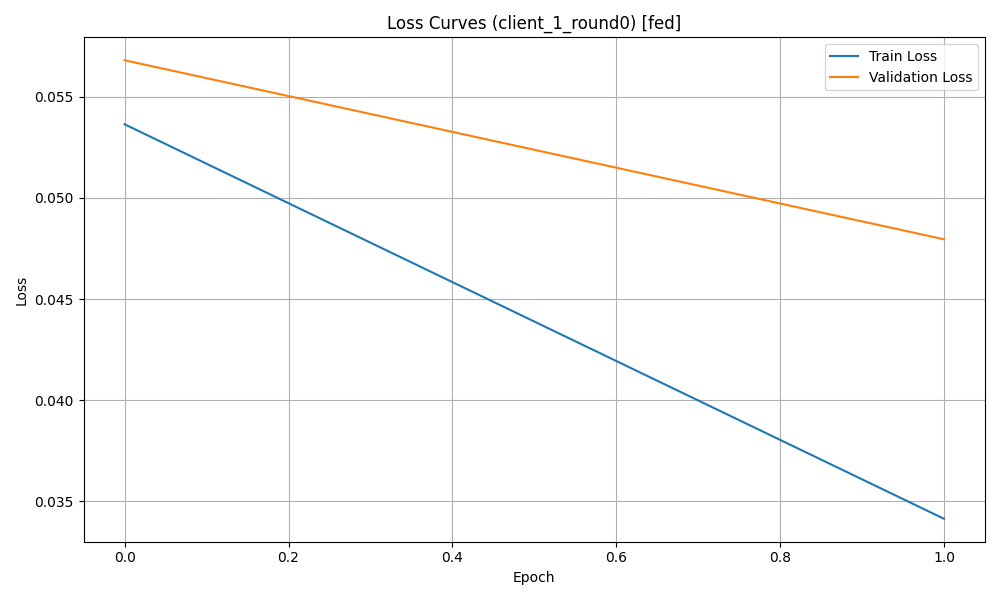 Loss Curves (client_1_round0) [fed]
Train Loss
Validation Loss
0.055
0.050
0.045
0.040
0.035
Loss
0.0 0.2 0.4 0.6 0.8 1.0
Epoch